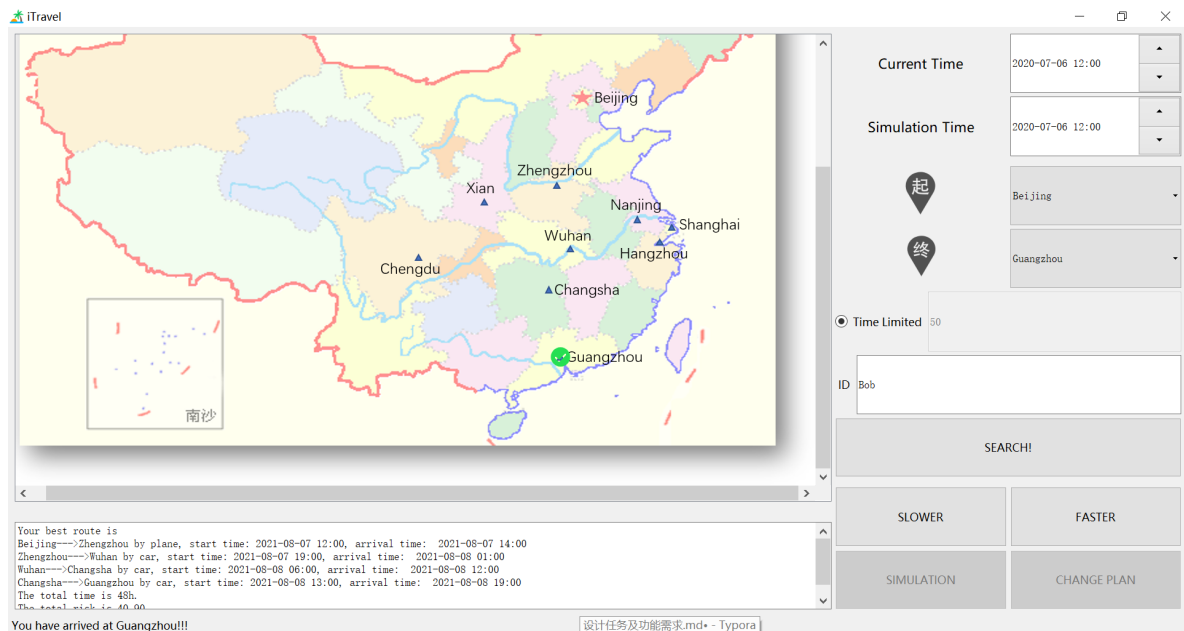 iTravel
Beijing
Zhengzhou
Xian
Nanjing
Shanghai
Wuhan
Hangzhou
Chengdu
Changsha
Guangzhou
南沙
Current Time
2020-07-06 12:00
Simulation Time
2020-07-06 12:00
起
Beijing
终
Guangzhou
Time Limited 50
ID Bob
SEARCH!
SLOWER FASTER
SIMULATION CHANGE PLAN
Your best route is
Beijing--->Zhengzhou by plane, start time: 2021-08-07 12:00, arrival time:  2021-08-07 14:00
Zhengzhou--->Wuhan by car, start time: 2021-08-07 19:00, arrival time:  2021-08-08 01:00
Wuhan--->Changsha by car, start time: 2021-08-08 06:00, arrival time:  2021-08-08 12:00
Changsha--->Guangzhou by car, start time: 2021-08-08 13:00, arrival time:  2021-08-08 19:00
The total time is 48h.
The total risk is 40.90
You have arrived at Guangzhou!!!
设计任务及功能需求.md• - Typora